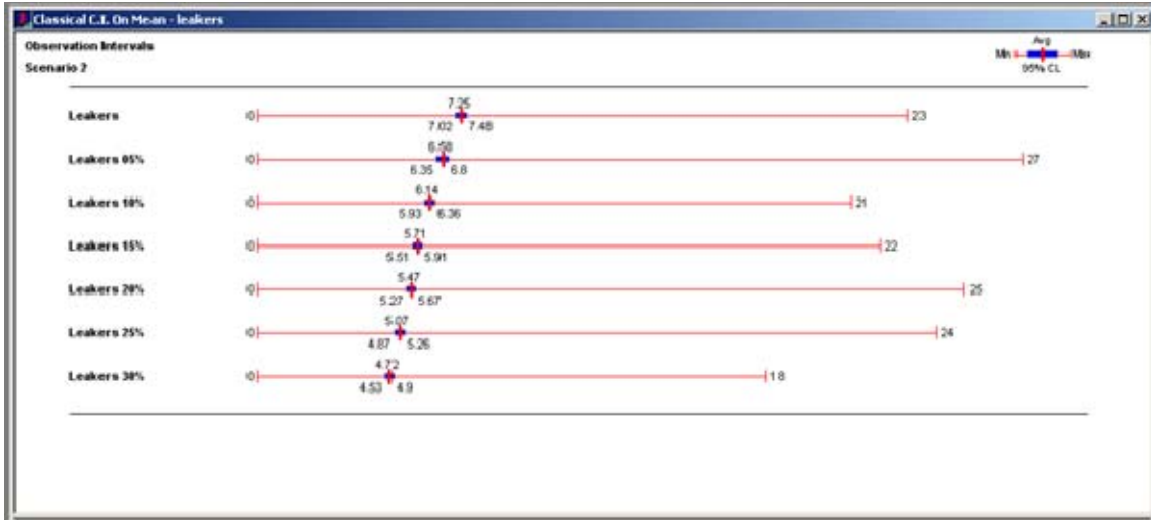 Classical C.I. On Mean - leakers
Observation Intervals
Scenario 2
Avg
Min Max
95% CL
Leakers 0 7.25 23
7.02 7.48
Leakers 05% 0 6.58 27
6.35 6.8
Leakers 10% 0 6.14 21
5.93 6.36
Leakers 15% 0 5.71 22
5.51 5.91
Leakers 20% 0 5.47 25
5.27 5.67
Leakers 25% 0 5.07 24
4.87 5.26
Leakers 30% 0 4.72 18
4.53 4.9